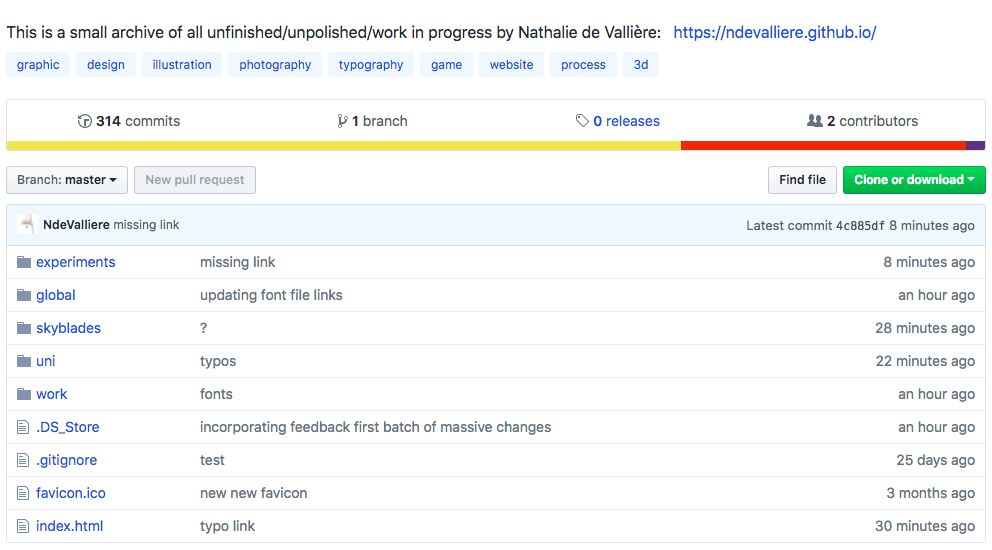 This is a small archive of all unfinished/unpolished/work in progress by Nathalie de Vallière: https://ndevalliere.github.io/
graphic design illustration photography typography game website process 3d
314 commits 1 branch 0 releases 2 contributors
Branch: master New pull request Find file Clone or download
NdeValliere missing link Latest commit 4c885df 8 minutes ago
experiments missing link 8 minutes ago
global updating font file links an hour ago
skyblades ? 28 minutes ago
uni typos 22 minutes ago
work fonts an hour ago
.DS_Store incorporating feedback first batch of massive changes an hour ago
.gitignore test 25 days ago
favicon.ico new new favicon 3 months ago
index.html typo link 30 minutes ago